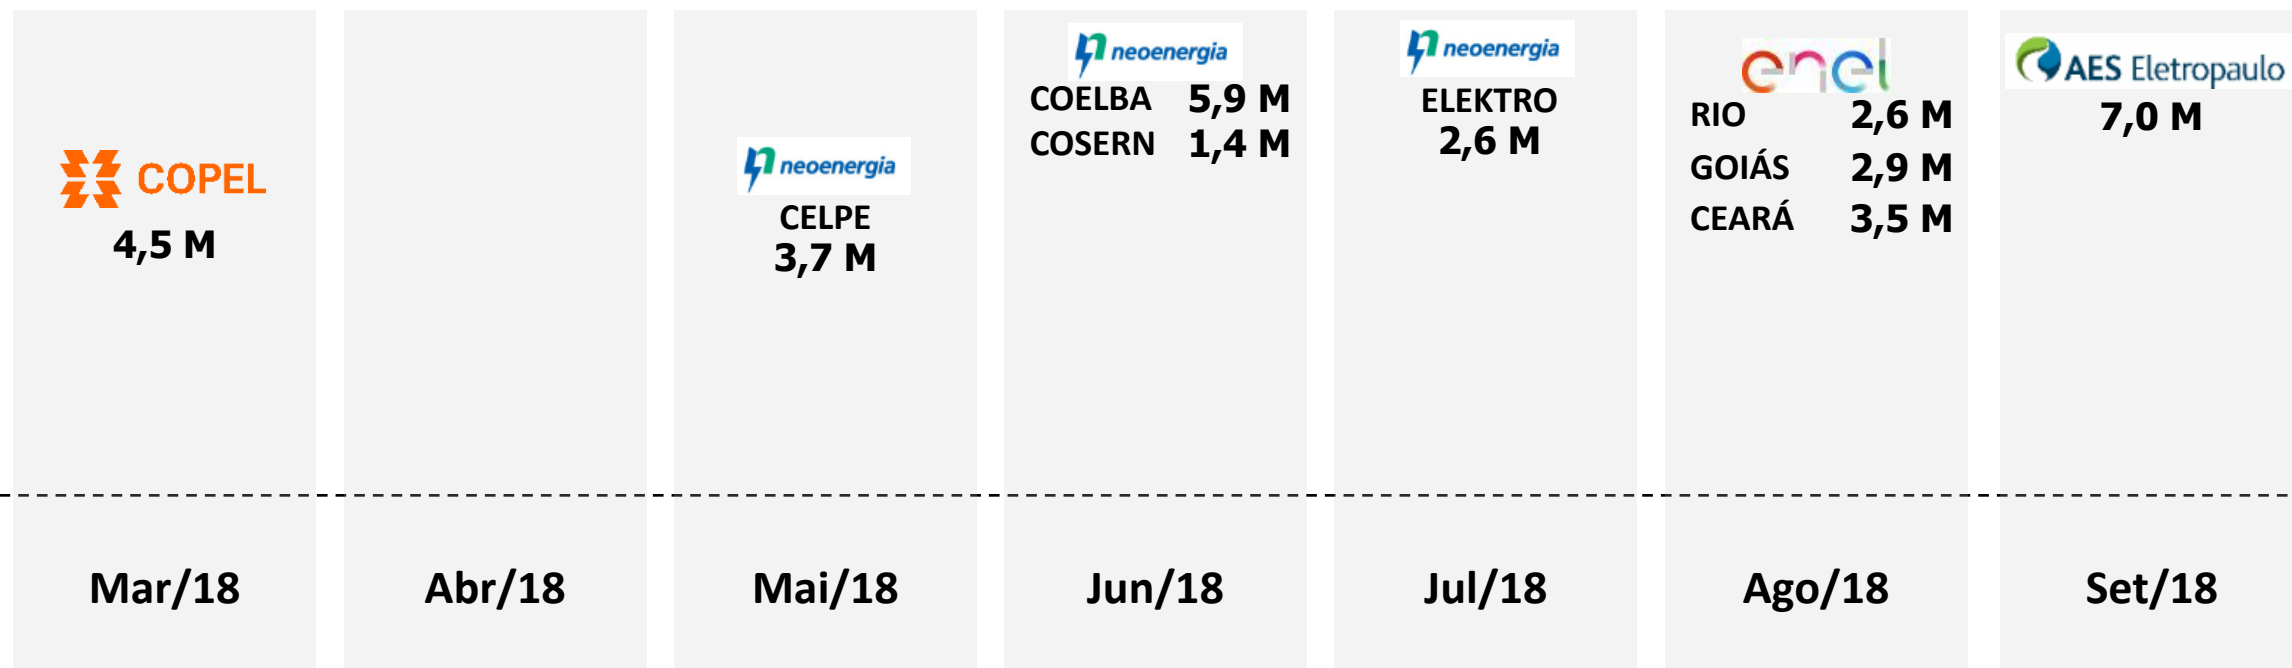 COPEL
4,5 M
neoenergia
CELPE
3,7 M
neoenergia
COELBA 5,9 M
COSERN 1,4 M
neoenergia
ELEKTRO
2,6 M
enel
RIO 2,6 M
GOIÁS 2,9 M
CEARÁ 3,5 M
AES Eletropaulo
7,0 M
Mar/18 Abr/18 Mai/18 Jun/18 Jul/18 Ago/18 Set/18